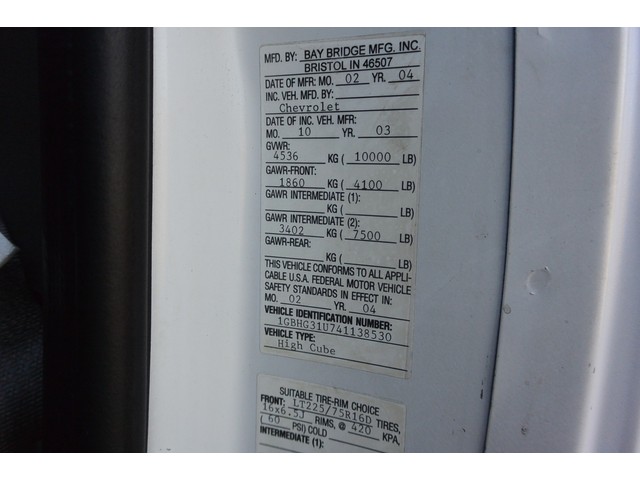 MFD. BY: BAY BRIDGE MFG. INC.
BRISTOL IN 46507
DATE OF MFR: MO. 02 YR. 04
INC. VEH. MFD. BY:
Chevrolet
DATE OF INC. VEH. MFR:
MO. 10 YR. 03
GVWR:
4536 KG ( 10000 LB)
GAWR-FRONT:
1860 KG ( 4100 LB)
GAWR INTERMEDIATE (1):
KG ( LB)
GAWR INTERMEDIATE (2):
3402 KG ( 7500 LB)
GAWR-REAR:
KG ( LB)
THIS VEHICLE CONFORMS TO ALL APPLI-
CABLE U.S.A. FEDERAL MOTOR VEHICLE
SAFETY STANDARDS IN EFFECT IN:
MO. 02 YR. 04
VEHICLE IDENTIFICATION NUMBER:
1GBHG31U741138530
VEHICLE TYPE:
High Cube
SUITABLE TIRE-RIM CHOICE
FRONT: LT225/75R16D TIRES,
16x6.5J RIMS, @ 420 KPA,
( 60 PSI) COLD
INTERMEDIATE (1):